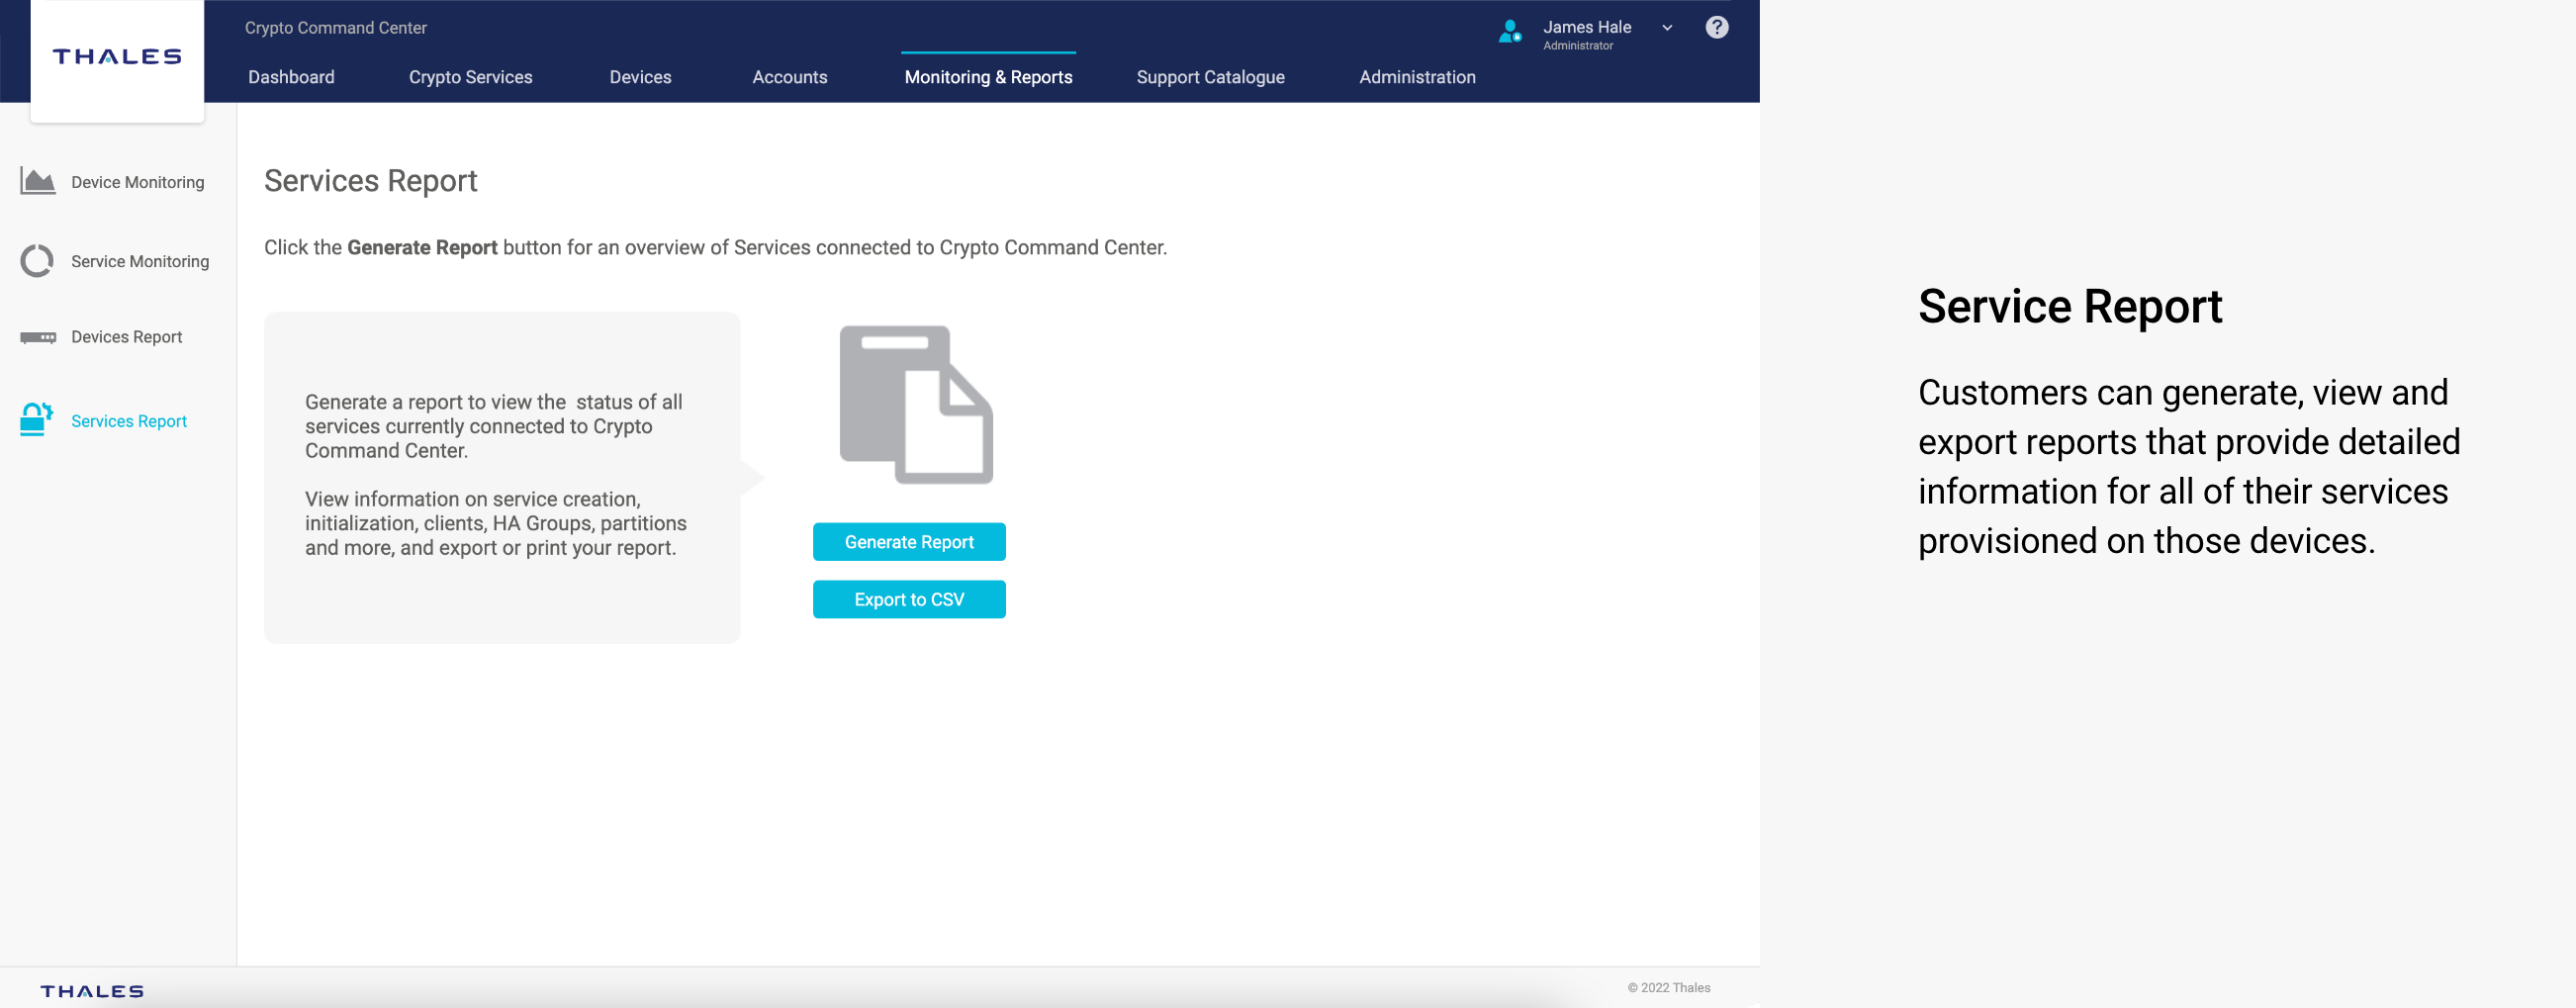 THALES
Crypto Command Center
James Hale
Administrator
?
Dashboard
Crypto Services
Devices
Accounts
Monitoring & Reports
Support Catalogue
Administration
Device Monitoring
Service Monitoring
Devices Report
Services Report
Services Report
Click the Generate Report button for an overview of Services connected to Crypto Command Center.
Generate a report to view the status of all
services currently connected to Crypto
Command Center.
View information on service creation,
initialization, clients, HA Groups, partitions
and more, and export or print your report.
Generate Report
Export to CSV
THALES
© 2022 Thales
Service Report
Customers can generate, view and
export reports that provide detailed
information for all of their services
provisioned on those devices.